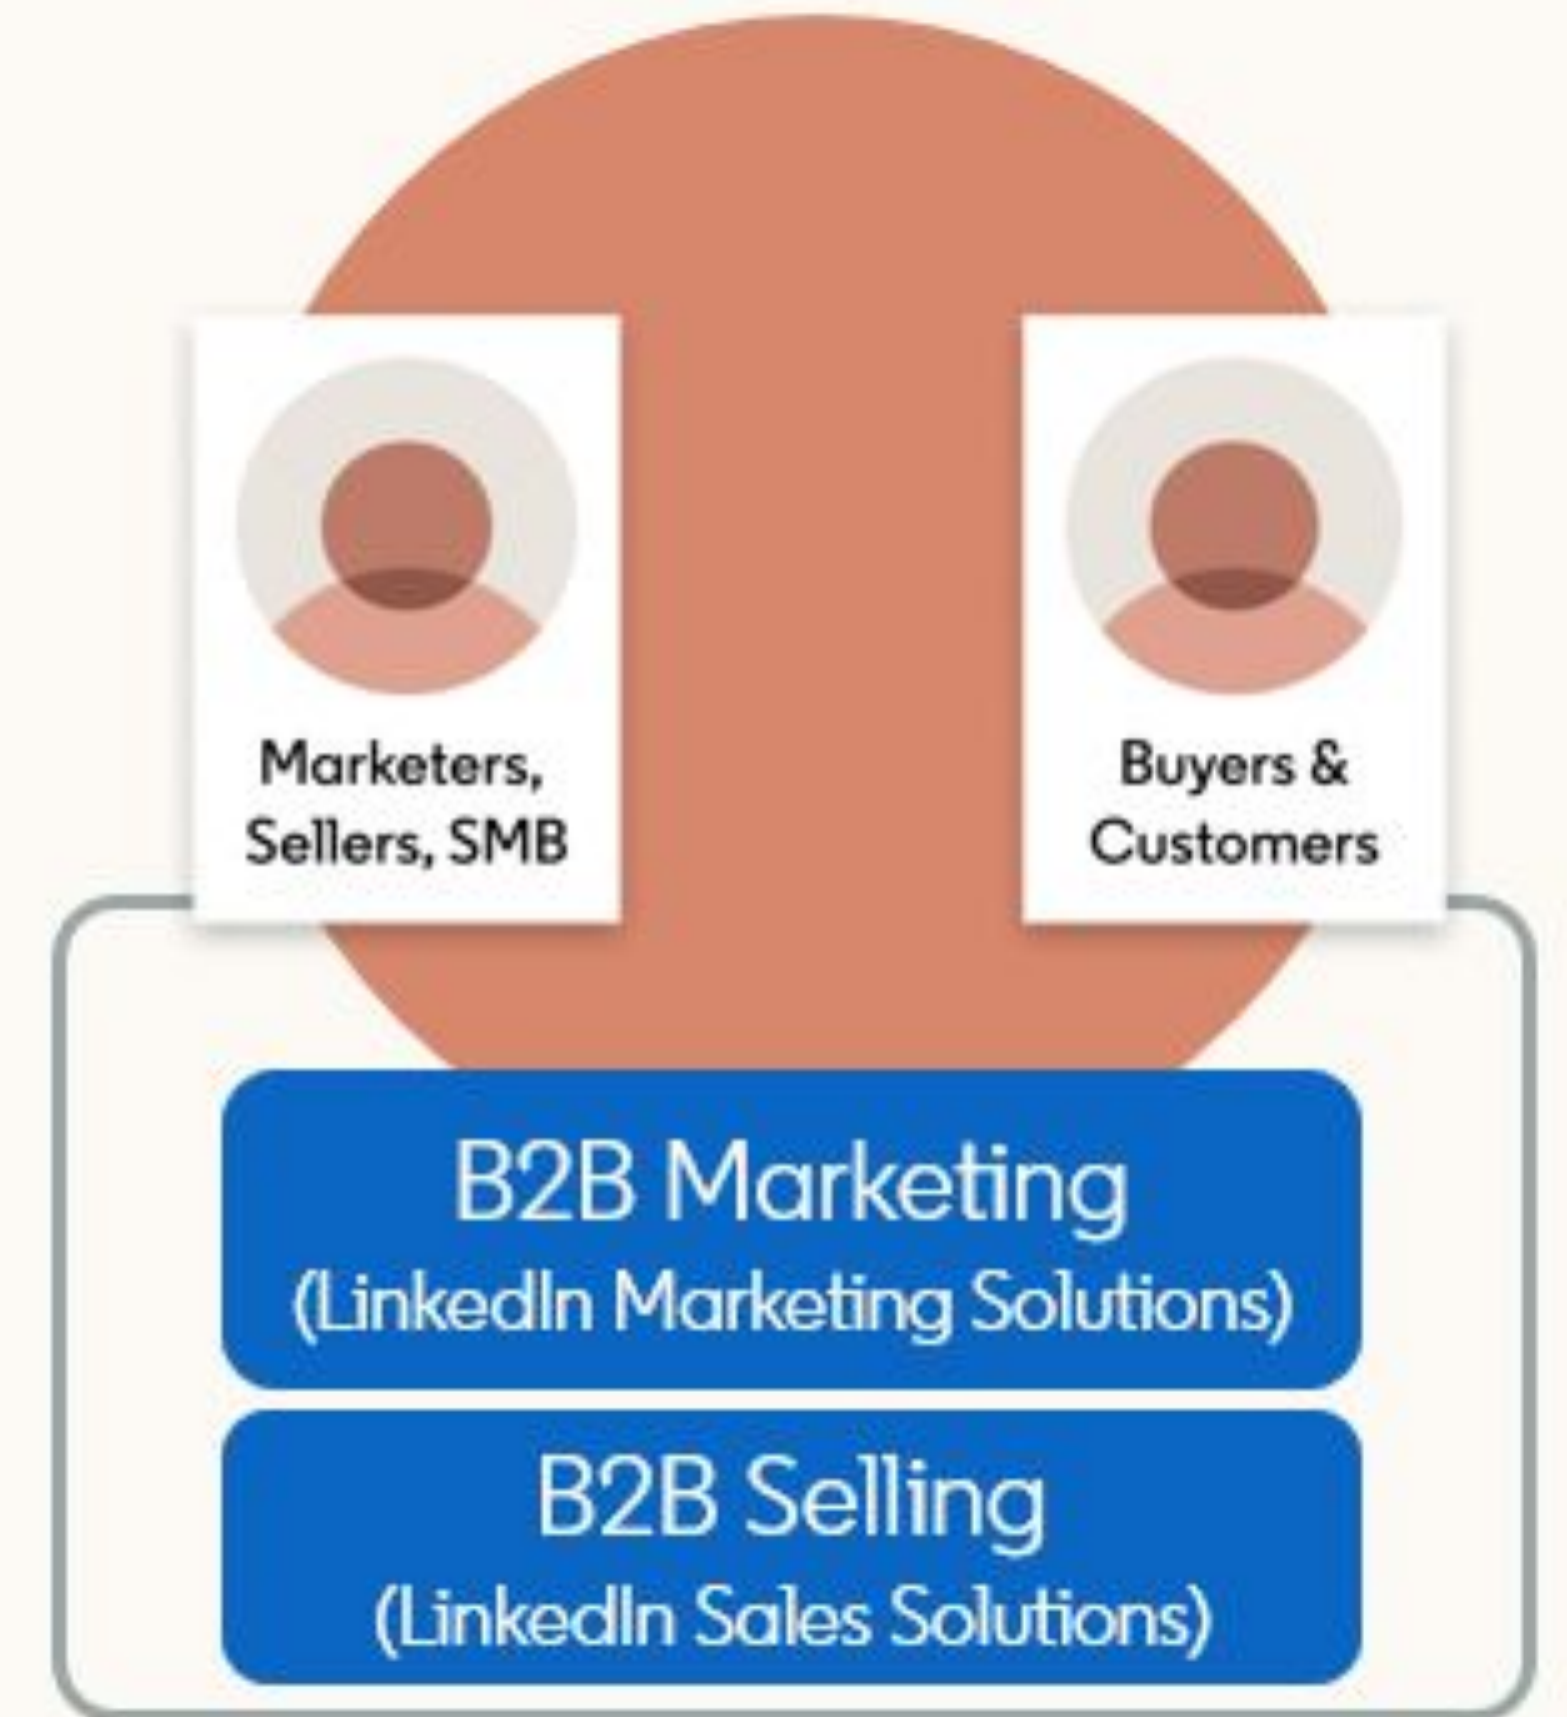 Marketers,
Sellers, SMB
Buyers &
Customers
B2B Marketing
(LinkedIn Marketing Solutions)
B2B Selling
(LinkedIn Sales Solutions)